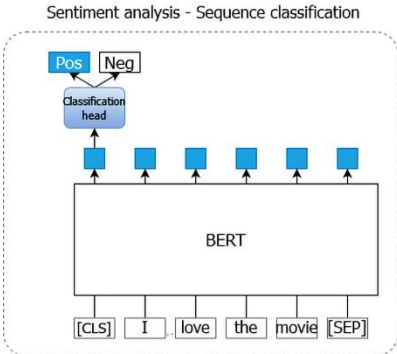 Sentiment analysis - Sequence classification
Pos Neg
Classification
head
BERT
[CLS] I love the movie [SEP]